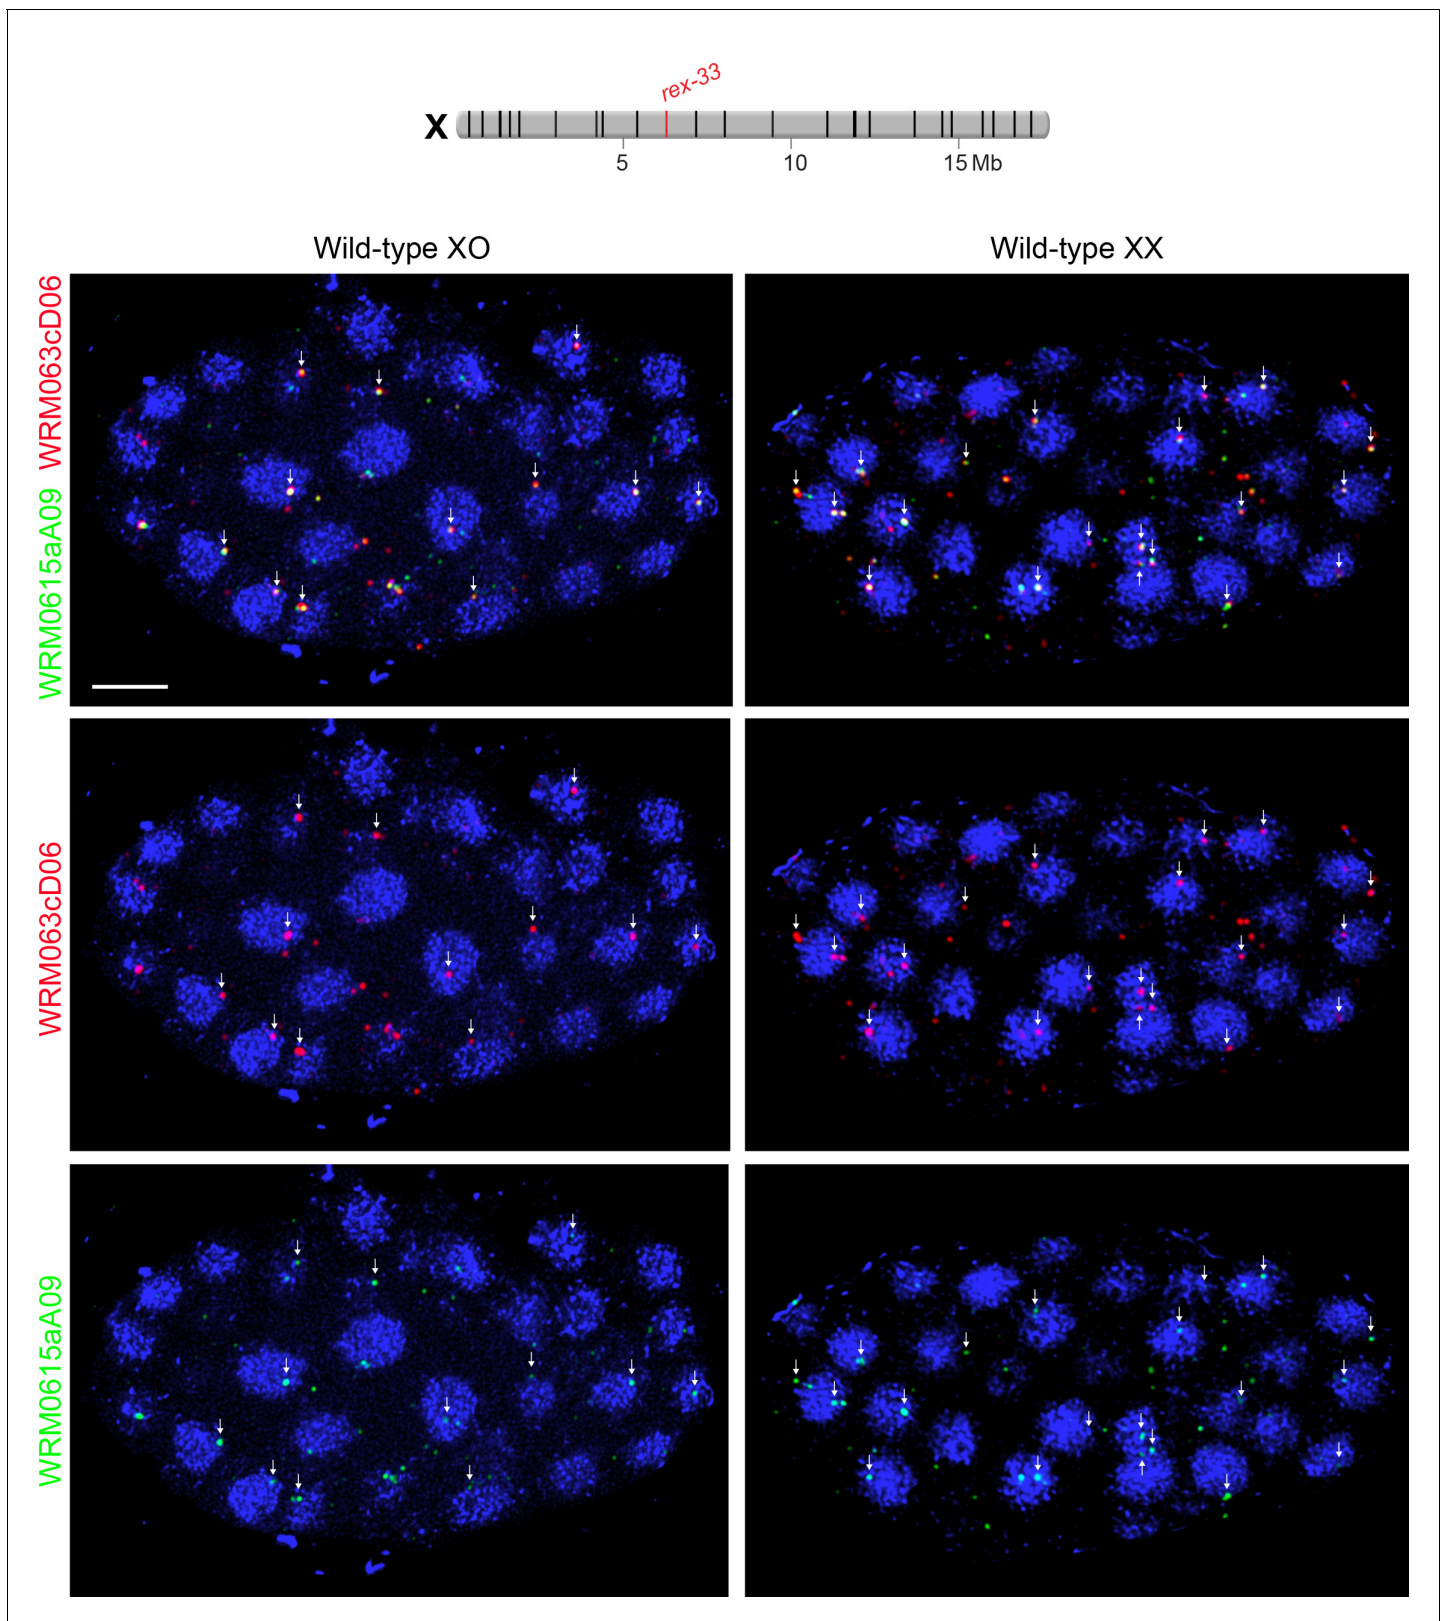 rex-33
X
5 10 15 Mb
Wild-type XO Wild-type XX
WRM0615aA09 WRM063cD06
WRM063cD06
WRM0615aA09